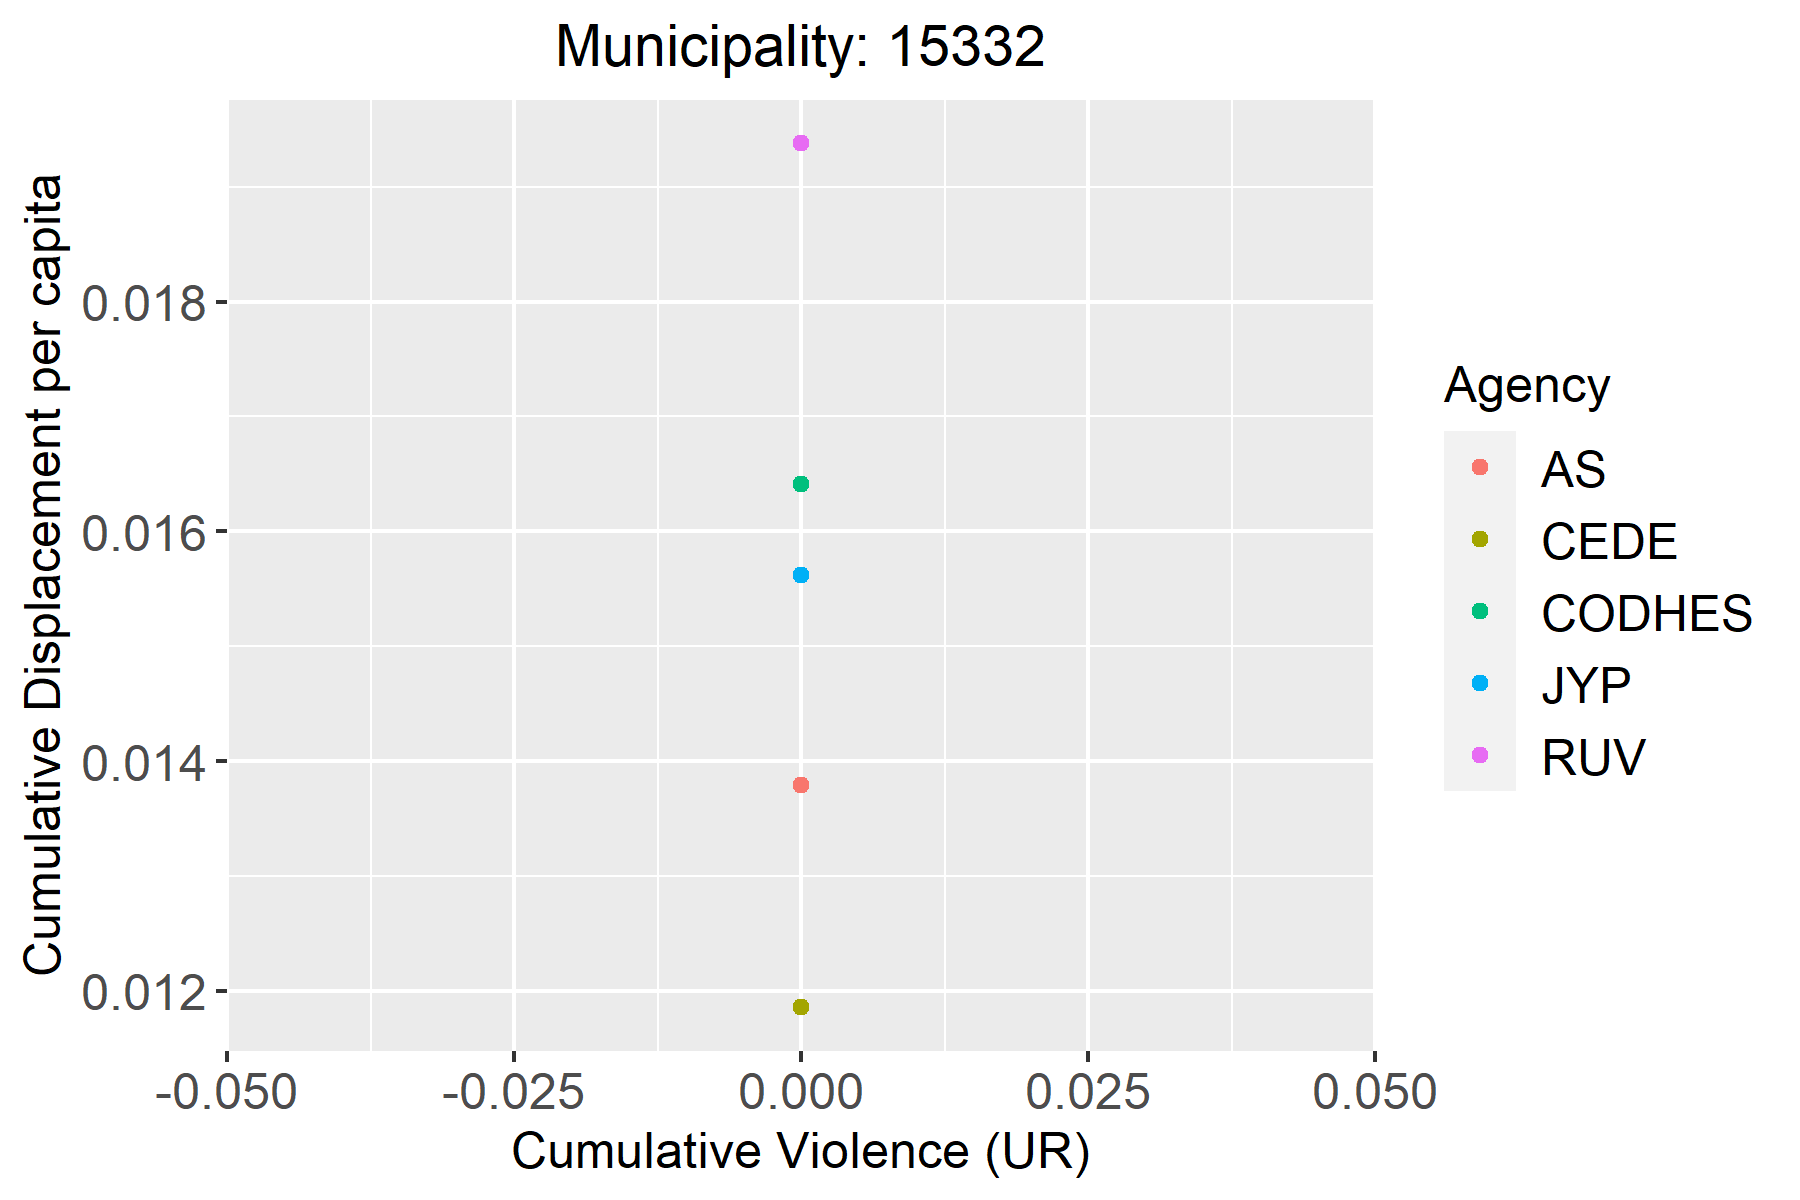 Municipality: 15332
Cumulative Displacement per capita
0.018
0.016
0.014
0.012
-0.050
-0.025
0.000
0.025
0.050
Cumulative Violence (UR)
Agency
AS
CEDE
CODHES
JYP
RUV